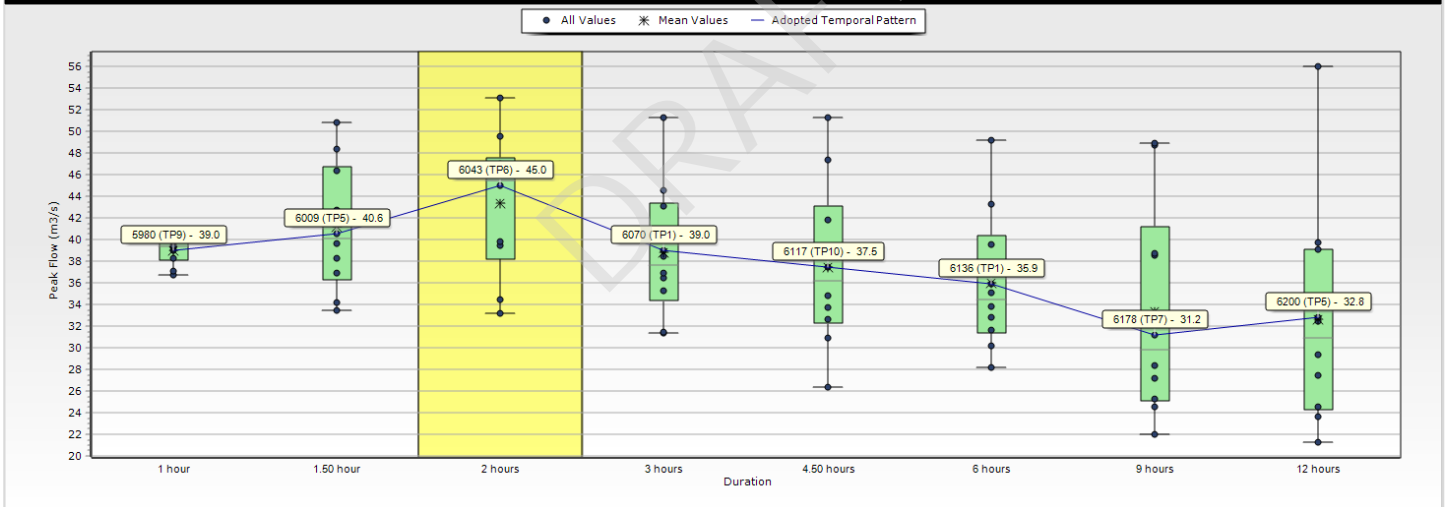 All Values
Mean Values
Adopted Temporal Pattern
DRAF
Peak Flow (m3/s)
56
54
52
50
48
46
44
42
40
38
36
34
32
30
28
26
24
22
20
5980 (TP9) - 39.0
6009 (TP5) - 40.6
6043 (TP6) - 45.0
6070 (TP1) - 39.0
6117 (TP10) - 37.5
6136 (TP1) - 35.9
6178 (TP7) - 31.2
6200 (TP5) - 32.8
1 hour
1.50 hour
2 hours
3 hours
4.50 hours
6 hours
9 hours
12 hours
Duration